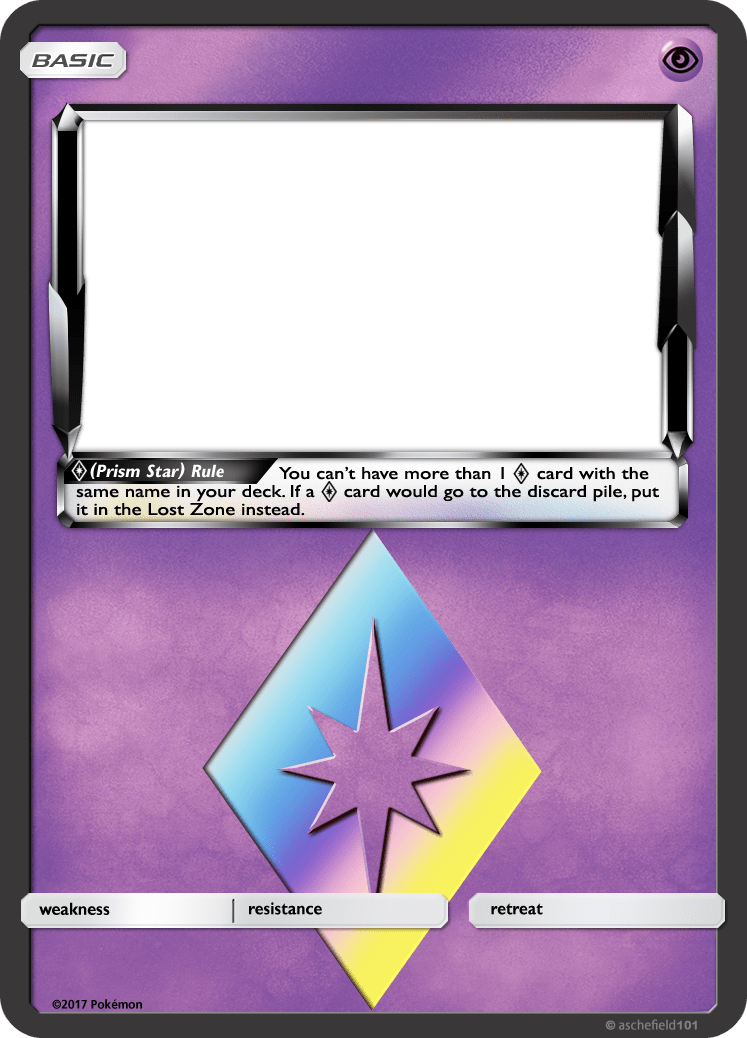 BASIC
(Prism Star) Rule You can't have more than 1 card with the
same name in your deck. If a card would go to the discard pile, put
it in the Lost Zone instead.
weakness resistance retreat
©2017 Pokémon
© aschefield101